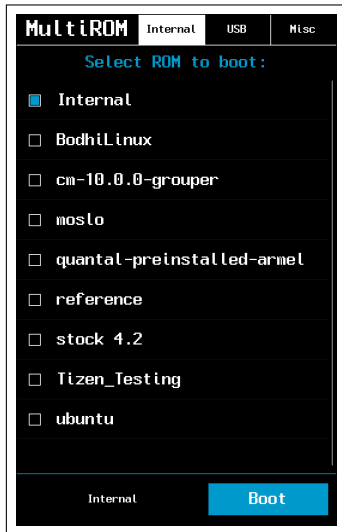 MultiROM Internal USB Misc
Select ROM to boot:
Internal
BodhiLinux
cm-10.0.0-grouper
moslo
quantal-preinstalled-armel
reference
stock 4.2
Tizen_Testing
ubuntu
Internal Boot